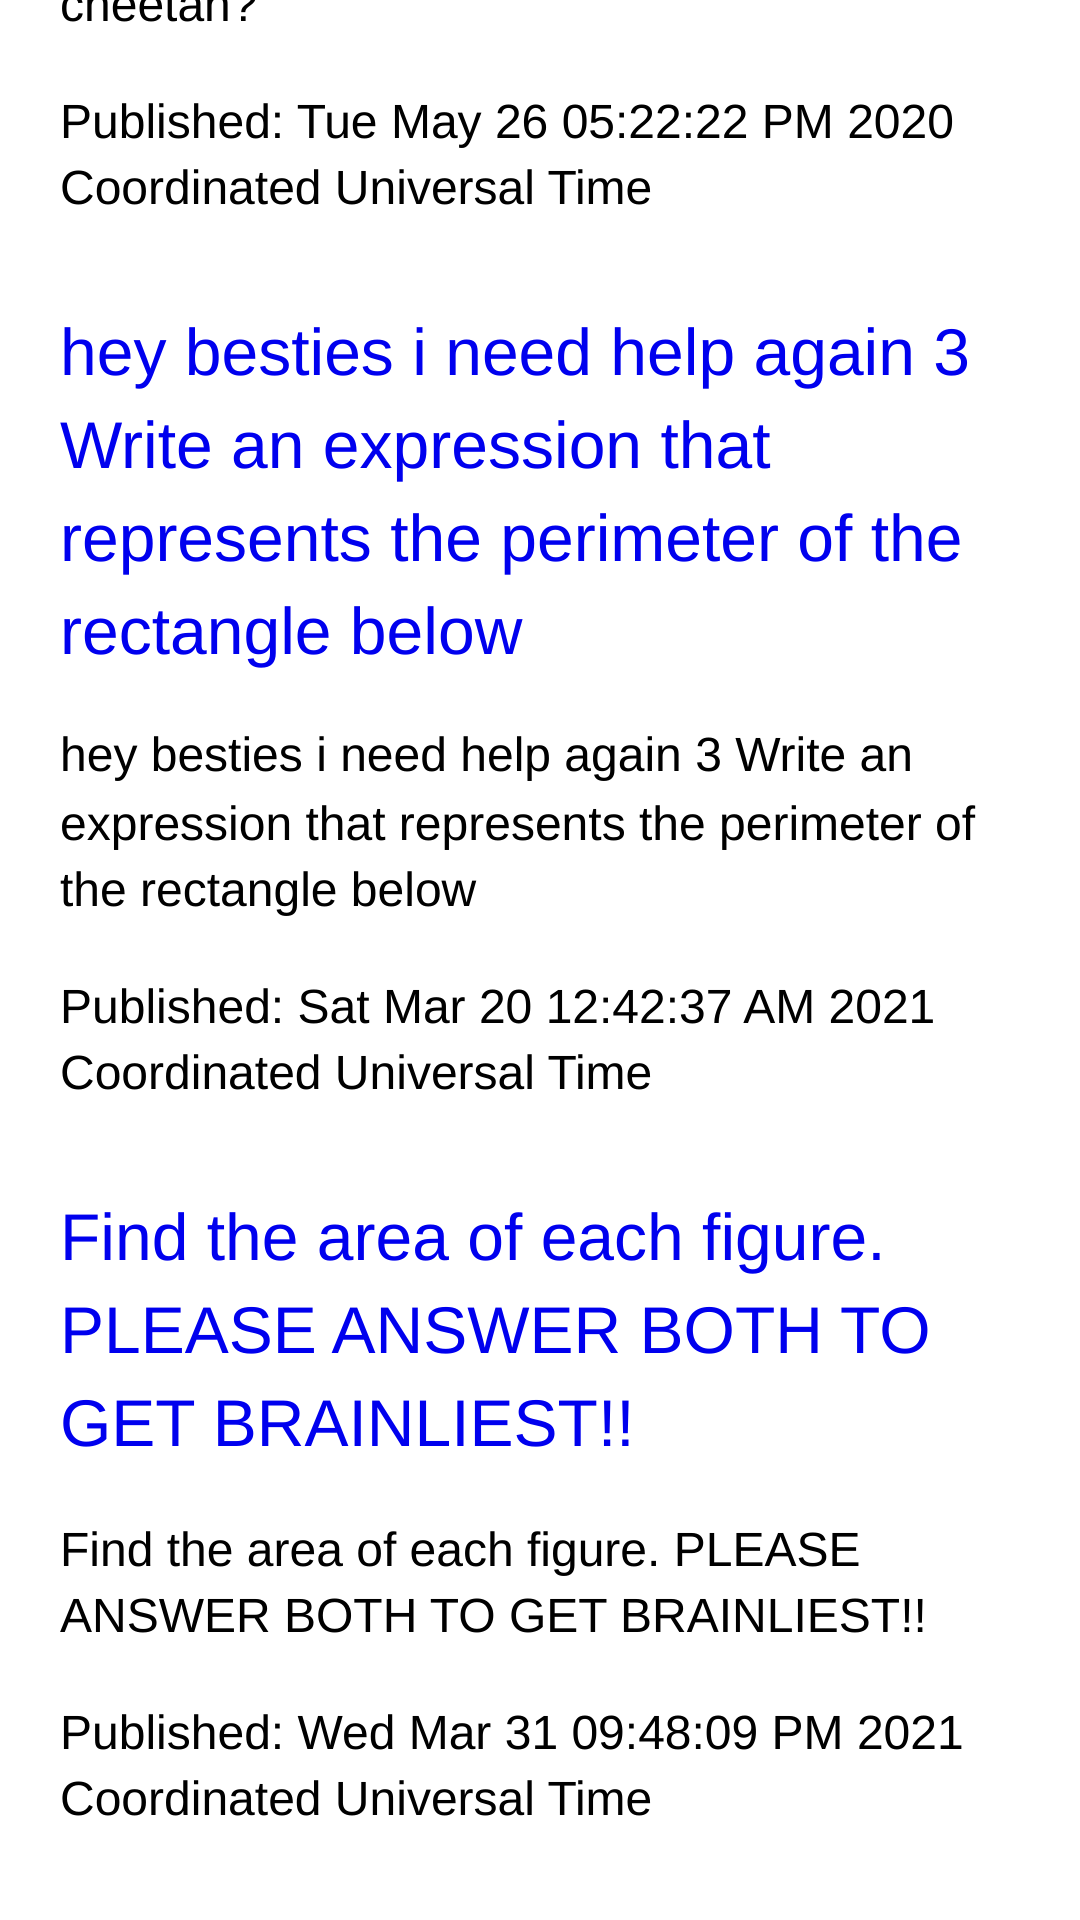 cheetah?
Published: Tue May 26 05:22:22 PM 2020
Coordinated Universal Time
hey besties i need help again 3
Write an expression that
represents the perimeter of the
rectangle below
hey besties i need help again 3 Write an
expression that represents the perimeter of
the rectangle below
Published: Sat Mar 20 12:42:37 AM 2021
Coordinated Universal Time
Find the area of each figure.
PLEASE ANSWER BOTH TO
GET BRAINLIEST!!
Find the area of each figure. PLEASE
ANSWER BOTH TO GET BRAINLIEST!!
Published: Wed Mar 31 09:48:09 PM 2021
Coordinated Universal Time